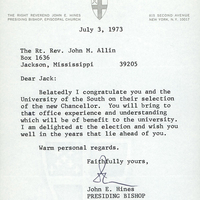 THE RIGHT REVEREND JOHN E. HINES
PRESIDING BISHOP, EPISCOPAL CHURCH
815 SECOND AVENUE
NEW YORK, N.Y. 10017
July 3, 1973
The Rt. Rev. John M. Allin
Box 1636
Jackson, Mississippi 39205
Dear Jack:
Belatedly I congratulate you and the
University of the South on their selection
of the new Chancellor. You will bring to
that office experience and understanding
which will be of benefit to the university.
I am delighted at the election and wish you
well in the years that lie ahead of you.
Warm personal regards.
Faithfully yours,
John E. Hines
PRESIDING BISHOP